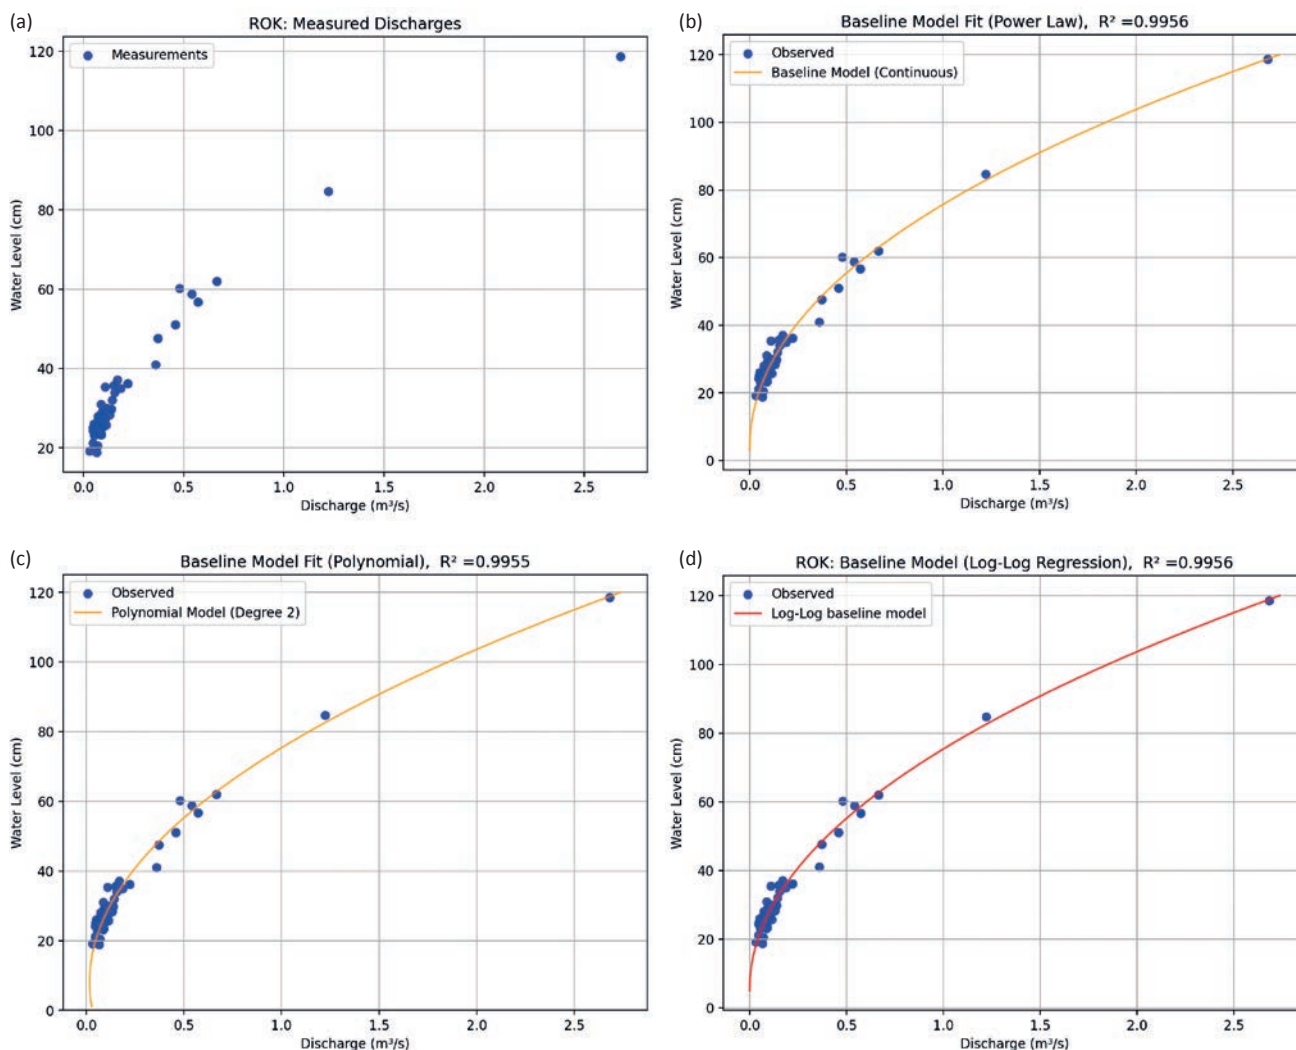 (a)
ROK: Measured Discharges
Measurements
120
100
80
60
40
20
Water Level (cm)
0.0 0.5 1.0 1.5 2.0 2.5
Discharge (m³/s)
(b)
Baseline Model Fit (Power Law), R² =0.9956
Observed
Baseline Model (Continuous)
120
100
80
60
40
20
0
Water Level (cm)
0.0 0.5 1.0 1.5 2.0 2.5
Discharge (m³/s)
(c)
Baseline Model Fit (Polynomial), R² =0.9955
Observed
Polynomial Model (Degree 2)
120
100
80
60
40
20
0
Water Level (cm)
0.0 0.5 1.0 1.5 2.0 2.5
Discharge (m³/s)
(d)
ROK: Baseline Model (Log-Log Regression), R² =0.9956
Observed
Log-Log baseline model
120
100
80
60
40
20
0
Water Level (cm)
0.0 0.5 1.0 1.5 2.0 2.5
Discharge (m³/s)